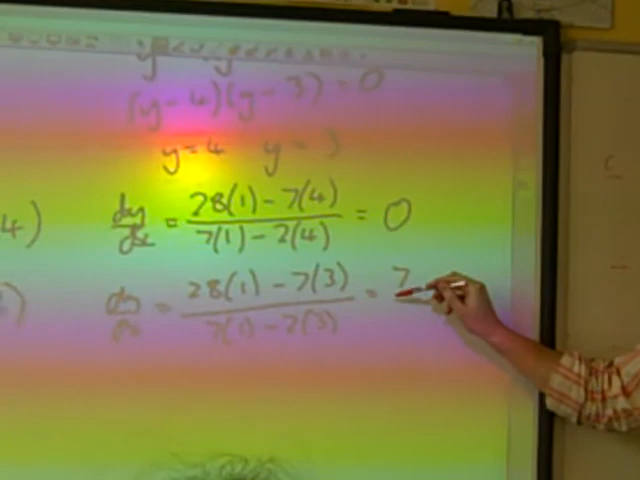 (y-4)(y-3)=0
y=4 y=3
4) dy/dx = 28(1)-7(4) / 7(1)-2(4) = 0
) dy/dx = 28(1)-7(3) / 7(1)-2(3) = 7